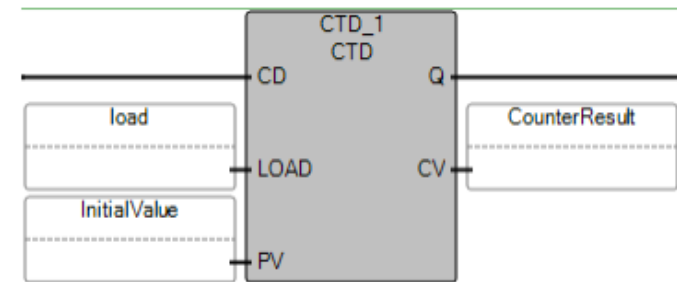 CTD_1
CTD
CD Q
load CounterResult
LOAD CV
InitialValue
PV